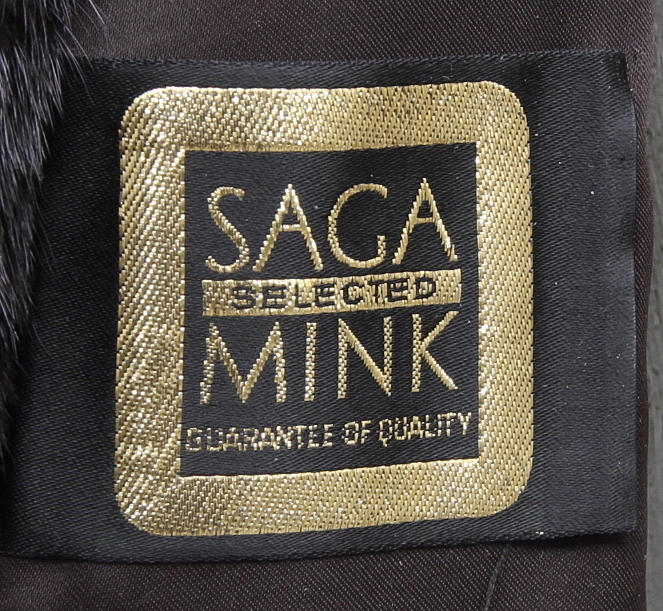 SAGA
SELECTED
MINK
GUARANTEE OF QUALITY